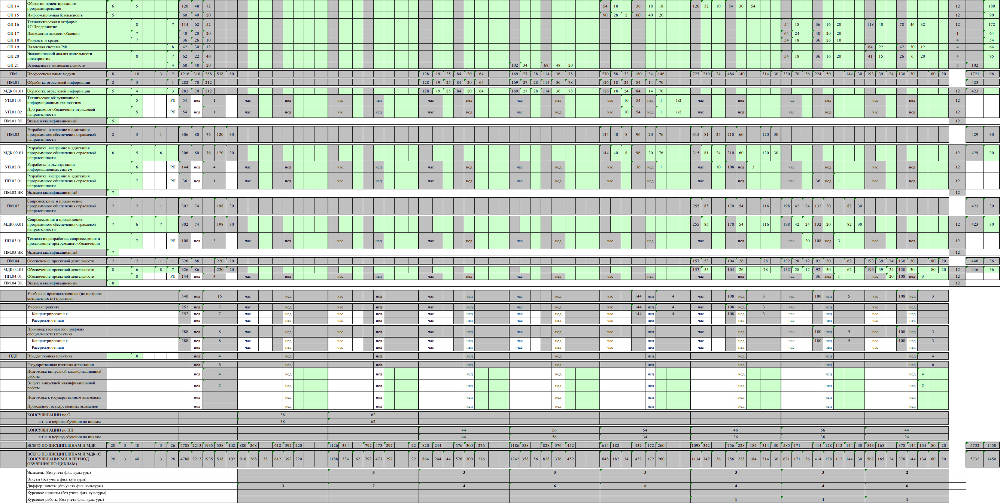 ОП.14 Объектно-ориентированное программирование 6 5 120 48 72 54 18 36 18 18 126 32 10 84 30 54 12 180
ОП.15 Информационная безопасность 5 60 40 20 90 28 2 60 40 20 12 90
ОП.16 Технологическая платформа 1С:Предприятие 8 7 114 62 52 54 18 36 16 20 118 40 78 46 32 12 172
ОП.17 Психология делового общения 7 40 20 20 64 24 40 20 20 1 64
ОП.18 Финансы и кредит 7 36 26 10 54 18 36 26 10 4 54
ОП.19 Налоговая система РФ 8 42 30 12 64 22 42 30 12 4 64
ОП.20 Экономический анализ деятельности предприятия 8 7 62 22 40 54 18 36 16 20 41 15 26 6 20 4 95
ОП.21 Безопасность жизнедеятельности 4 68 48 20 102 34 68 48 20 5 102
ПМ Профессиональные модули 8 10 3 2 1216 310 288 538 80 128 19 25 84 20 64 169 27 28 114 36 78 270 58 32 180 34 146 727 219 24 484 140 314 30 330 70 36 224 50 144 30 193 39 24 130 30 80 20 1721 96
ПМ.01 Обработка отраслевой информации 2 3 1 282 70 212 128 19 25 84 20 64 169 27 28 114 36 78 126 18 24 84 14 70 423
МДК.01.01 Обработка отраслевой информации 5 4 3 282 70 212 128 19 25 84 20 64 169 27 28 114 36 78 126 18 24 84 14 70 12 423
УП.01.01 Техническое обслуживание в информационных технологиях 5 РП 54 нед 1 час нед час нед час нед час нед час 10 54 нед 1 1/2 час нед час нед час нед 12
УП.01.02 Программное обеспечение отраслевой направленности 5 РП 54 нед 1 час нед час нед час нед час нед час 10 54 нед 1 1/2 час нед час нед час нед 12
ПМ.01.ЭК Экзамен квалификационный 5 12
ПМ.02 Разработка, внедрение и адаптация программного обеспечения отраслевой направленности 2 3 1 306 80 76 120 30 144 40 8 96 20 76 315 81 24 210 60 120 30 429 30
МДК.02.01 Разработка, внедрение и адаптация программного обеспечения отраслевой направленности 6 5 6 306 80 76 120 30 144 40 8 96 20 76 315 81 24 210 60 120 30 12 429 30
УП.02.01 Разработка и эксплуатация информационных систем 6 РП 144 нед 4 час нед час нед час нед час нед час 36 нед 1 час 10 108 нед 3 час нед час нед 12
ПП.02.01 Разработка, внедрение и адаптация программного обеспечения отраслевой направленности 7 РП 36 нед 1 час нед час нед час нед час нед час нед час нед час 36 нед 1 час нед 12
ПМ.02.ЭК Экзамен квалификационный 7 12
ПМ.03 Сопровождение и продвижение программного обеспечения отраслевой направленности 2 2 1 302 74 198 30 255 85 170 54 116 198 42 24 132 20 82 30 423 30
МДК.03.01 Сопровождение и продвижение программного обеспечения отраслевой направленности 7 6 7 302 74 198 30 255 85 170 54 116 198 42 24 132 20 82 30 12 423 30
ПП.03.01 Технология разработки, сопровождение и продвижение программного обеспечения 7 РП 108 нед 3 час нед час нед час нед час нед час нед час нед час 20 108 нед 3 час нед 12
ПМ.03.ЭК Экзамен квалификационный 7 12
ПМ.04 Обеспечение проектной деятельности 2 2 1 1 326 86 220 20 157 53 104 26 78 132 28 12 92 30 62 193 39 24 130 30 80 20 446 36
МДК.04.01 Обеспечение проектной деятельности 8 6 8 7 326 86 220 20 157 53 104 26 78 132 28 12 92 30 62 193 39 24 130 30 80 20 12 446 36
ПП.04.01 Обеспечение проектной деятельности 8 РП 144 нед 4 час нед час нед час нед час нед час нед час нед час 36 нед 1 час 20 108 нед 3 12
ПМ.04.ЭК Экзамен квалификационный 8 12
Учебная и производственная (по профилю специальности) практики 540 нед 15 час нед час нед час нед час нед час 144 нед 4 час 108 нед 3 час 180 нед 5 час 108 нед 3
Учебная практика 252 нед 7 час нед час нед час нед час нед час 144 нед 4 час 108 нед 3 час нед час нед
Концентрированная 252 нед 7 час нед час нед час нед час нед час 144 нед 4 час 108 нед 3 час нед час нед
Рассредоточенная нед час нед час нед час нед час нед час нед час нед час нед час нед
Производственная (по профилю специальности) практика 288 нед 8 час нед час нед час нед час нед час нед час нед час 180 нед 5 час 108 нед 3
Концентрированная 288 нед 8 час нед час нед час нед час нед час нед час нед час 180 нед 5 час 108 нед 3
Рассредоточенная нед час нед час нед час нед час нед час нед час нед час нед час нед
ПДП Преддипломная практика 8 нед 4 нед нед нед нед нед нед нед нед 4
Государственная итоговая аттестация нед 6 нед нед нед нед нед нед нед нед 6
Подготовка выпускной квалификационной работы нед 4 нед нед нед нед нед нед нед нед 4
Защита выпускной квалификационной работы нед 2 нед нед нед нед нед нед нед нед 2
Подготовка к государственным экзаменам нед нед нед нед нед нед нед нед нед
Проведение государственных экзаменов нед нед нед нед нед нед нед нед нед
КОНСУЛЬТАЦИИ по О 38 62
в т.ч. в период обучения по циклам 38 62
КОНСУЛЬТАЦИИ по ПП 44 56 54 46 56 44
в т.ч. в период обучения по циклам 44 56 34 36 36 24
ВСЕГО ПО ДИСЦИПЛИНАМ И МДК 20 3 40 3 26 4788 2213 1935 538 102 880 268 612 392 220 1126 334 792 473 297 22 820 244 576 300 276 1186 358 828 376 452 614 182 432 172 260 1098 342 756 228 184 314 30 585 171 414 128 112 144 30 543 165 378 144 134 80 20 5732 1450
ВСЕГО ПО ДИСЦИПЛИНАМ И МДК (С КОНСУЛЬТАЦИЯМИ В ПЕРИОД ОБУЧЕНИЯ ПО ЦИКЛАМ) 20 3 40 3 26 4788 2213 1935 538 102 918 268 38 612 392 220 1188 334 62 792 473 297 22 864 244 44 576 300 276 1242 358 56 828 376 452 648 182 34 432 172 260 1134 342 36 756 228 184 314 30 621 171 36 414 128 112 144 30 567 165 24 378 144 134 80 20 5732 1450
Экзамены (без учета физ. культуры) 3 3 3 3 3 3 2
Зачеты (без учета физ. культуры)
Диффер. зачеты (без учета физ. культуры) 3 7 4 6 6 4 4 6
Курсовые проекты (без учета физ. культуры)
Курсовые работы (без учета физ. культуры) 1 1 1